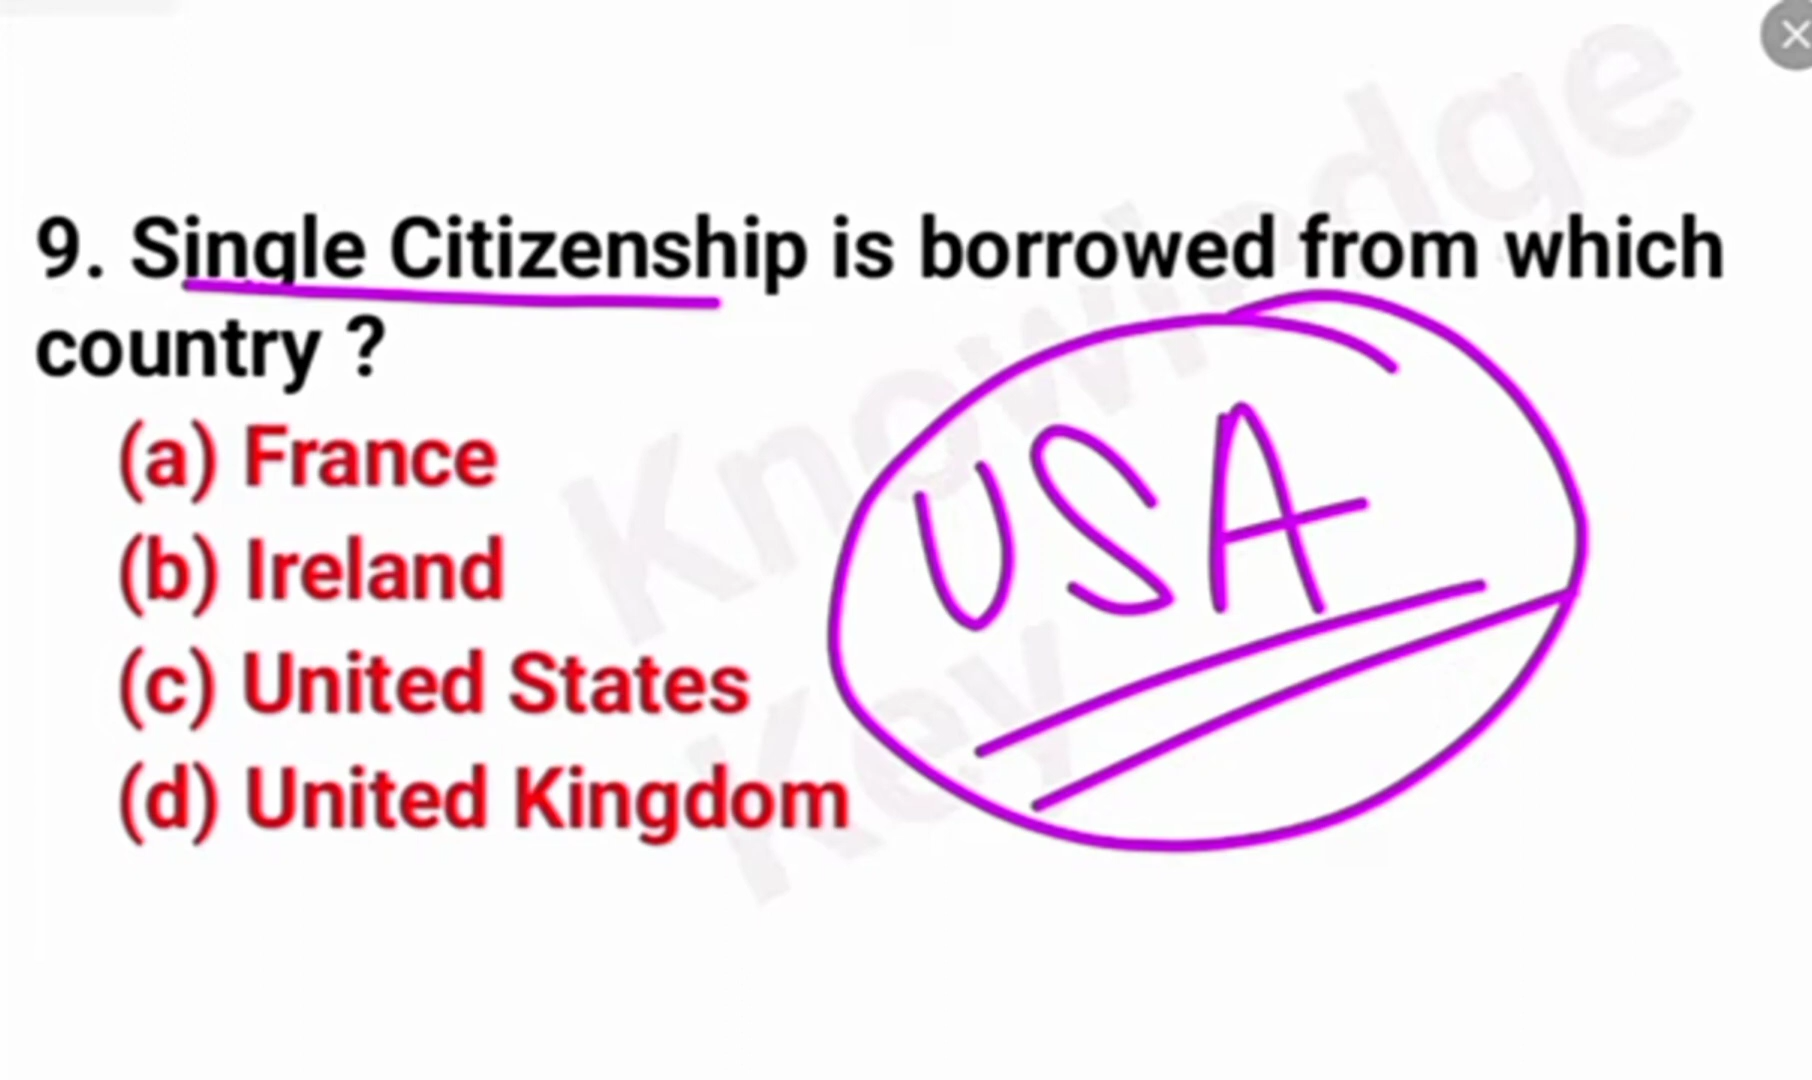 9. Single Citizenship is borrowed from which
country ?
(a) France
(b) Ireland
(c) United States
(d) United Kingdom
USA
Knowledge
Key